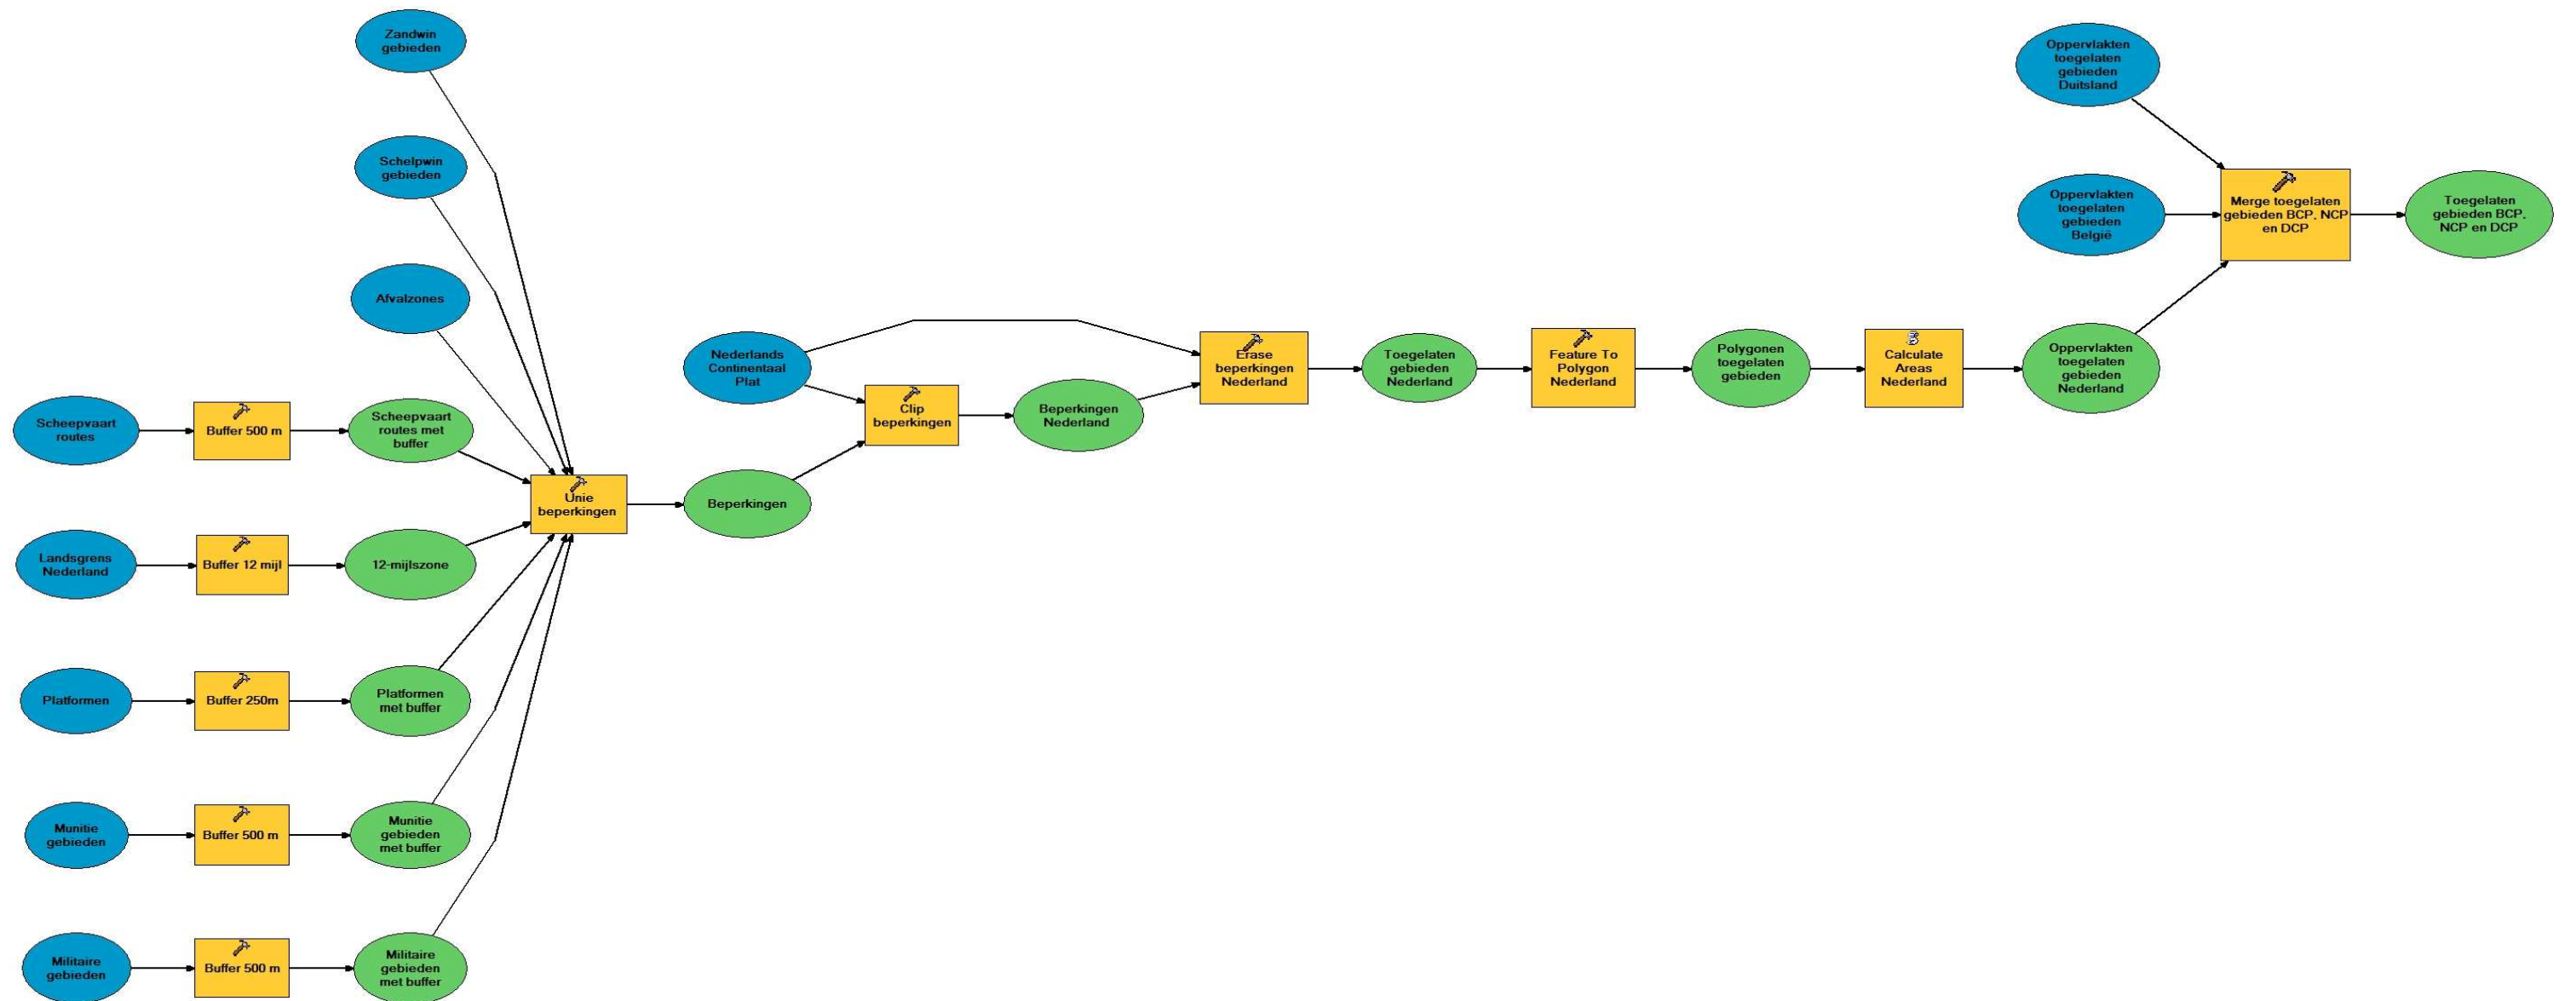 Zandwin
gebieden
Schelpwin
gebieden
Afvalzones
Scheepvaart
routes
Buffer 500 m
Scheepvaart
routes met
buffer
Landsgrens
Nederland
Buffer 12 mijl
12-mijlszone
Platformen
Buffer 250m
Platformen
met buffer
Munitie
gebieden
Buffer 500 m
Munitie
gebieden
met buffer
Militaire
gebieden
Buffer 500 m
Militaire
gebieden
met buffer
Unie
beperkingen
Beperkingen
Nederlands
Continentaal
Plat
Clip
beperkingen
Beperkingen
Nederland
Erase
beperkingen
Nederland
Toegelaten
gebieden
Nederland
Feature To
Polygon
Nederland
Polygonen
toegelaten
gebieden
Calculate
Areas
Nederland
Oppervlakten
toegelaten
gebieden
Nederland
Oppervlakten
toegelaten
gebieden
België
Oppervlakten
toegelaten
gebieden
Duitsland
Merge toegelaten
gebieden BCP, NCP
en DCP
Toegelaten
gebieden BCP,
NCP en DCP